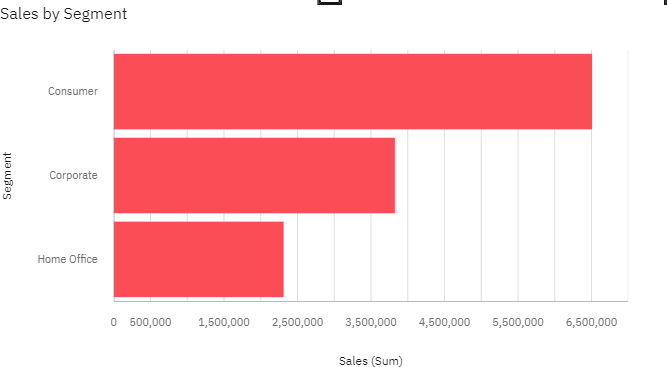 Sales by Segment
Segment
Consumer
Corporate
Home Office
0 500,000 1,500,000 2,500,000 3,500,000 4,500,000 5,500,000 6,500,000
Sales (Sum)